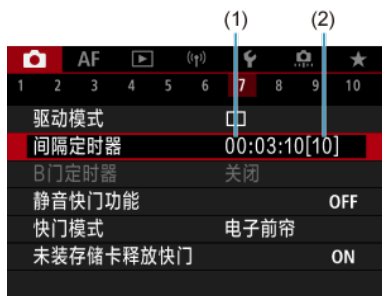 (1) (2)
AF
1 2 3 4 5 6 7 8 9 10
驱动模式
间隔定时器 00:03:10[10]
B门定时器 关闭
静音快门功能 OFF
快门模式 电子前帘
未装存储卡释放快门 ON